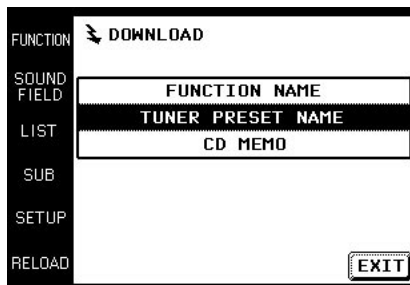 FUNCTION
SOUND
FIELD
LIST
SUB
SETUP
RELOAD
DOWNLOAD
FUNCTION NAME
TUNER PRESET NAME
CD MEMO
EXIT